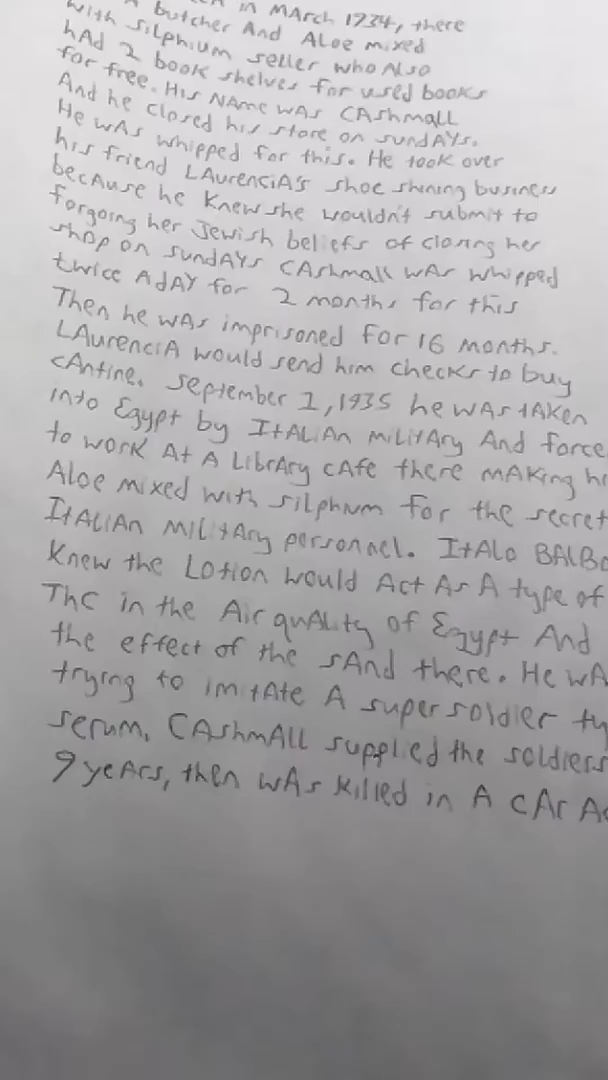 in MArch 1934, there
A butcher And Aloe mixed
with silphium seller who Also
hAd 2 book shelves for used books
for free. His NAme wAs CAshmAll
And he closed his store on sundAYs.
He wAs whipped for this. He took over
his friend LAurenciA's shoe shining business
becAuse he Knew she wouldn't submit to
forgoing her Jewish beliefs of closing her
shop on sundAYs CAshmAll wAs whipped
twice A dAY for 2 months for this
Then he wAs imprisoned for 16 months.
LAurenciA would send him checks to buy
cAntine. September 1, 1935 he wAs tAKen
into Egypt by ItAliAn militAry And force
to work At A LibrAry cAfe there mAKing h
Aloe mixed with silphium for the secret
ItAliAn militAry personnel. ItAlo BAlbo
Knew the Lotion would Act As A type of
Thc in the Air quAlity of Egypt And
the effect of the sAnd there. He wA
trying to imitAte A super soldier ty
serum. CAshmAll supplied the soldiers
9 yeArs, then wAs killed in A cAr Ac